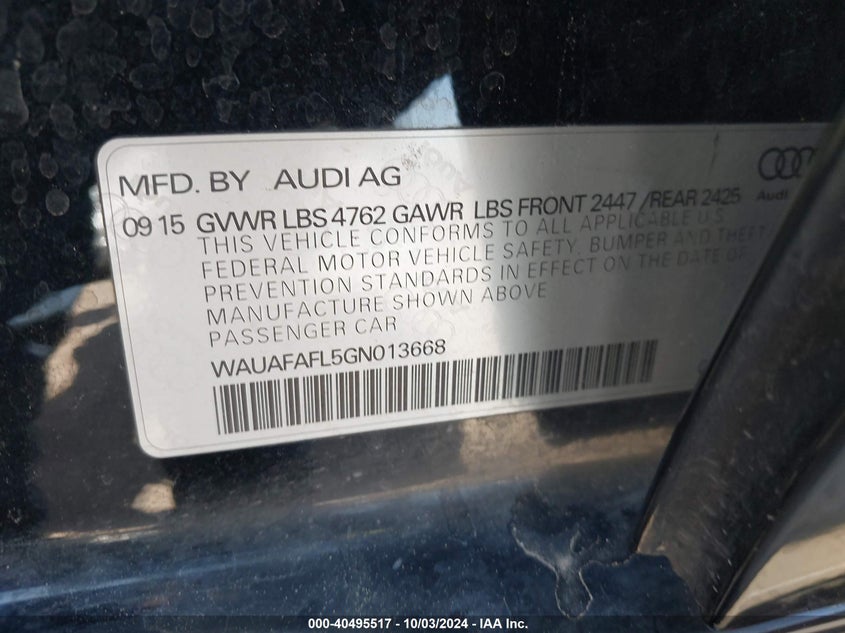 MFD. BY AUDI AG
Audi
09 15 GVWR LBS 4762 GAWR LBS FRONT 2447 /REAR 2425
THIS VEHICLE CONFORMS TO ALL APPLICABLE U.S.
FEDERAL MOTOR VEHICLE SAFETY, BUMPER AND THEFT
PREVENTION STANDARDS IN EFFECT ON THE DATE OF
MANUFACTURE SHOWN ABOVE
PASSENGER CAR
WAUAFAFL5GN013668
000-40495517 - 10/03/2024 - IAA Inc.